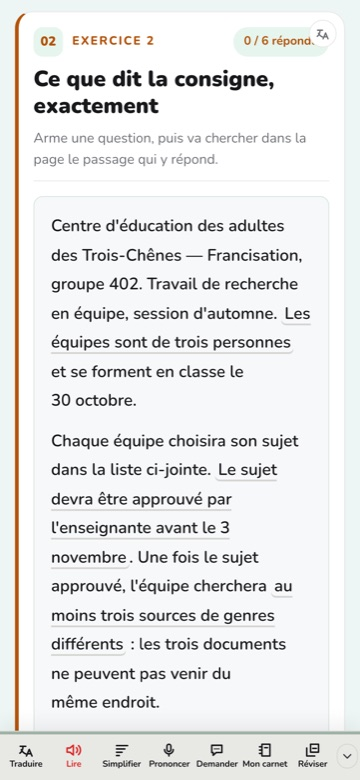 02 EXERCICE 2
0 / 6 répond
Ce que dit la consigne,
exactement
Arme une question, puis va chercher dans la
page le passage qui y répond.
Centre d'éducation des adultes
des Trois-Chênes — Francisation,
groupe 402. Travail de recherche
en équipe, session d'automne. Les
équipes sont de trois personnes
et se forment en classe le
30 octobre.
Chaque équipe choisira son sujet
dans la liste ci-jointe. Le sujet
devra être approuvé par
l'enseignante avant le 3
novembre. Une fois le sujet
approuvé, l'équipe cherchera au
moins trois sources de genres
différents : les trois documents
ne peuvent pas venir du
même endroit.
Traduire Lire Simplifier Prononcer Demander Mon carnet Réviser